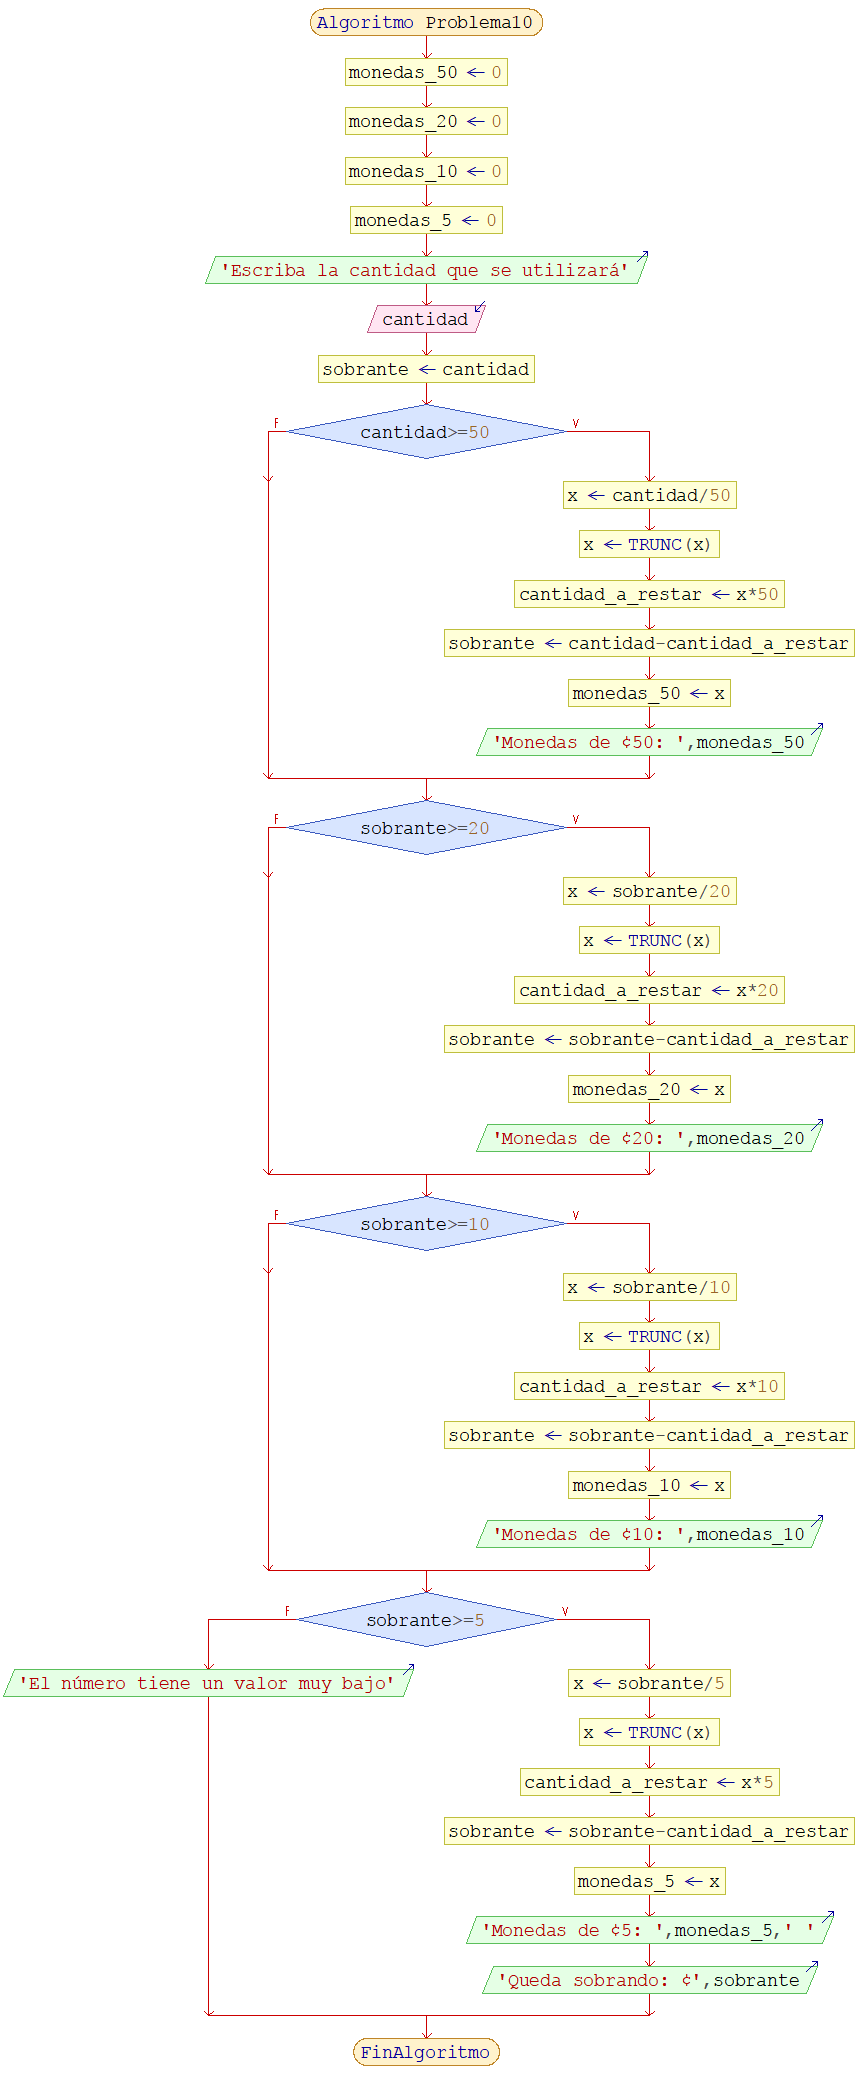 Algoritmo Problema10
monedas_50 ← 0
monedas_20 ← 0
monedas_10 ← 0
monedas_5 ← 0
'Escriba la cantidad que se utilizará'
cantidad
sobrante ← cantidad
F
cantidad>=50
V
x ← cantidad/50
x ← TRUNC(x)
cantidad_a_restar ← x*50
sobrante ← cantidad-cantidad_a_restar
monedas_50 ← x
'Monedas de ¢50: ',monedas_50
F
sobrante>=20
V
x ← sobrante/20
x ← TRUNC(x)
cantidad_a_restar ← x*20
sobrante ← sobrante-cantidad_a_restar
monedas_20 ← x
'Monedas de ¢20: ',monedas_20
F
sobrante>=10
V
x ← sobrante/10
x ← TRUNC(x)
cantidad_a_restar ← x*10
sobrante ← sobrante-cantidad_a_restar
monedas_10 ← x
'Monedas de ¢10: ',monedas_10
F
sobrante>=5
V
'El número tiene un valor muy bajo'
x ← sobrante/5
x ← TRUNC(x)
cantidad_a_restar ← x*5
sobrante ← sobrante-cantidad_a_restar
monedas_5 ← x
'Monedas de ¢5: ',monedas_5,' '
'Queda sobrando: ¢',sobrante
FinAlgoritmo